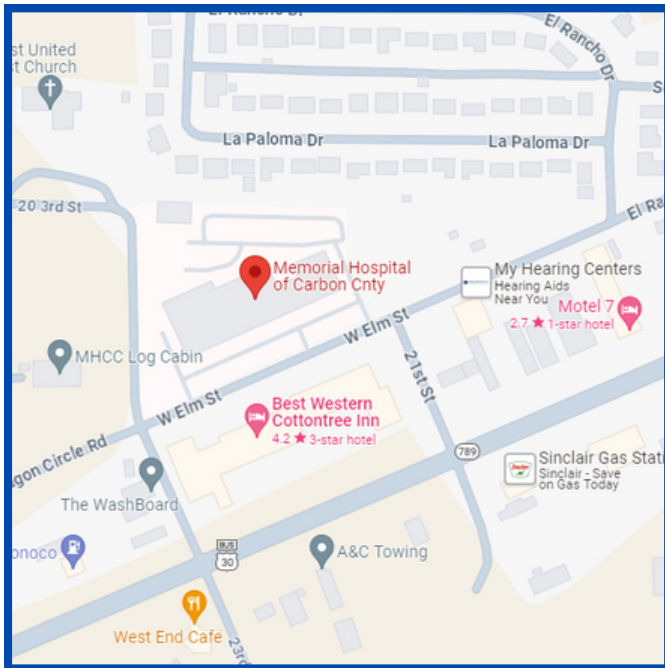 El Rancho Dr
El Rancho Dr
st United
st Church
La Paloma Dr
La Paloma Dr
20 3rd St
El Ra
Memorial Hospital
of Carbon Cnty
My Hearing Centers
Hearing Aids
Near You
Motel 7
2.7 ★ 1-star hotel
W Elm St
21st St
MHCC Log Cabin
W Elm St
Best Western
Cottontree Inn
4.2 ★ 3-star hotel
789
Sinclair Gas Stati
Sinclair - Save
on Gas Today
gon Circle Rd
The WashBoard
onoco
BUS
30
A&C Towing
West End Cafe
23rd